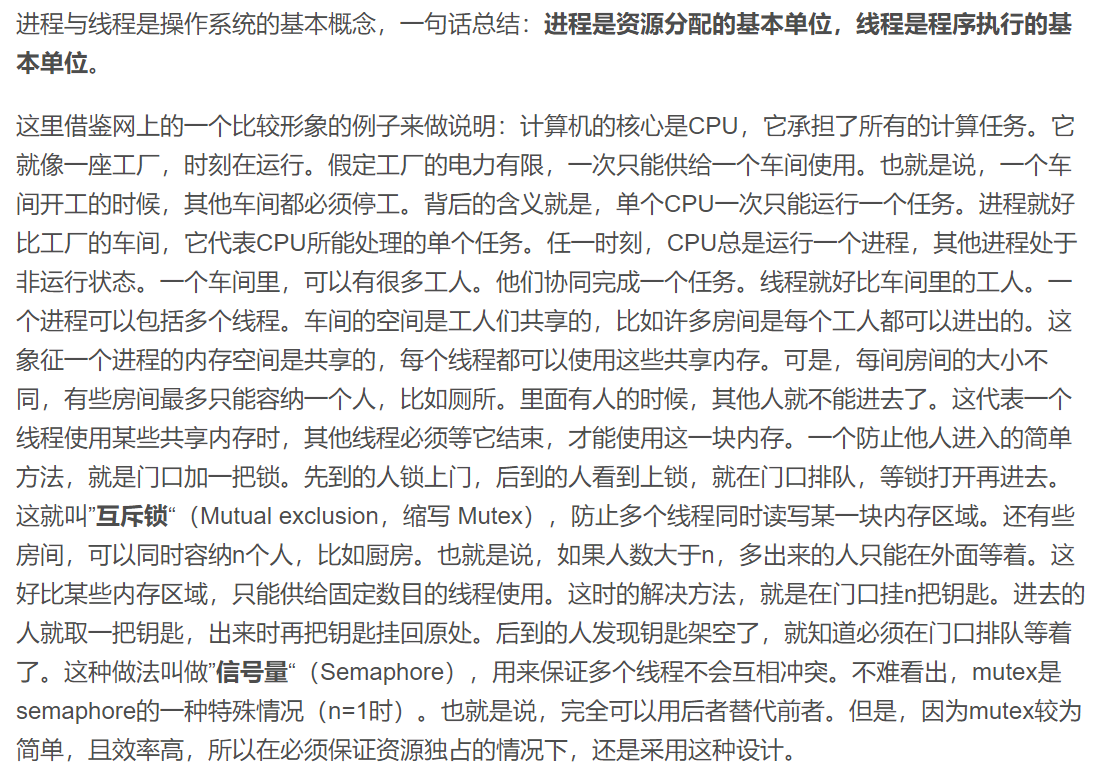 进程与线程是操作系统的基本概念，一句话总结：进程是资源分配的基本单位，线程是程序执行的基
本单位。
这里借鉴网上的一个比较形象的例子来做说明：计算机的核心是CPU，它承担了所有的计算任务。它
就像一座工厂，时刻在运行。假定工厂的电力有限，一次只能供给一个车间使用。也就是说，一个车
间开工的时候，其他车间都必须停工。背后的含义就是，单个CPU一次只能运行一个任务。进程就好
比工厂的车间，它代表CPU所能处理的单个任务。任一时刻，CPU总是运行一个进程，其他进程处于
非运行状态。一个车间里，可以有很多工人。他们协同完成一个任务。线程就好比车间里的工人。一
个进程可以包括多个线程。车间的空间是工人们共享的，比如许多房间是每个工人都可以进出的。这
象征一个进程的内存空间是共享的，每个线程都可以使用这些共享内存。可是，每间房间的大小不
同，有些房间最多只能容纳一个人，比如厕所。里面有人的时候，其他人就不能进去了。这代表一个
线程使用某些共享内存时，其他线程必须等它结束，才能使用这一块内存。一个防止他人进入的简单
方法，就是门口加一把锁。先到的人锁上门，后到的人看到上锁，就在门口排队，等锁打开再进去。
这就叫”互斥锁“（Mutual exclusion，缩写 Mutex），防止多个线程同时读写某一块内存区域。还有些
房间，可以同时容纳n个人，比如厨房。也就是说，如果人数大于n，多出来的人只能在外面等着。这
好比某些内存区域，只能供给固定数目的线程使用。这时的解决方法，就是在门口挂n把钥匙。进去的
人就取一把钥匙，出来时再把钥匙挂回原处。后到的人发现钥匙架空了，就知道必须在门口排队等着
了。这种做法叫做”信号量“（Semaphore），用来保证多个线程不会互相冲突。不难看出，mutex是
semaphore的一种特殊情况（n=1时）。也就是说，完全可以用后者替代前者。但是，因为mutex较为
简单，且效率高，所以在必须保证资源独占的情况下，还是采用这种设计。